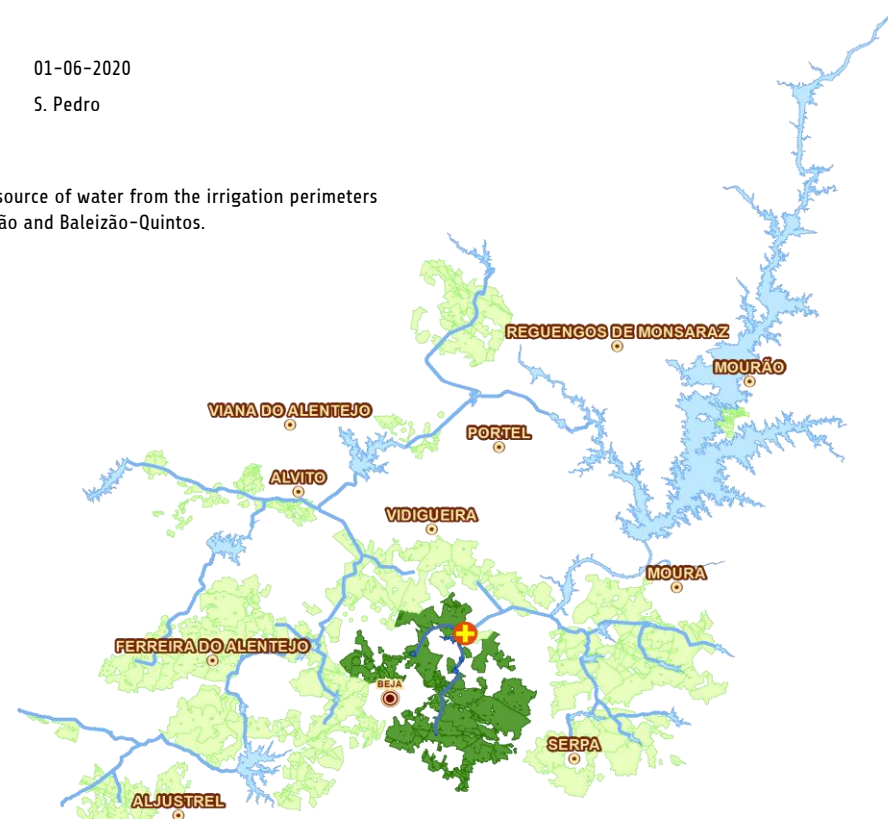 01-06-2020
S. Pedro
source of water from the irrigation perimeters
ão and Baleizão-Quintos.
REGUENGOS DE MONSARAZ
MOURÃO
VIANA DO ALENTEJO
PORTEL
ALVITO
VIDIGUEIRA
MOURA
FERREIRA DO ALENTEJO
BEJA
SERPA
ALJUSTREL